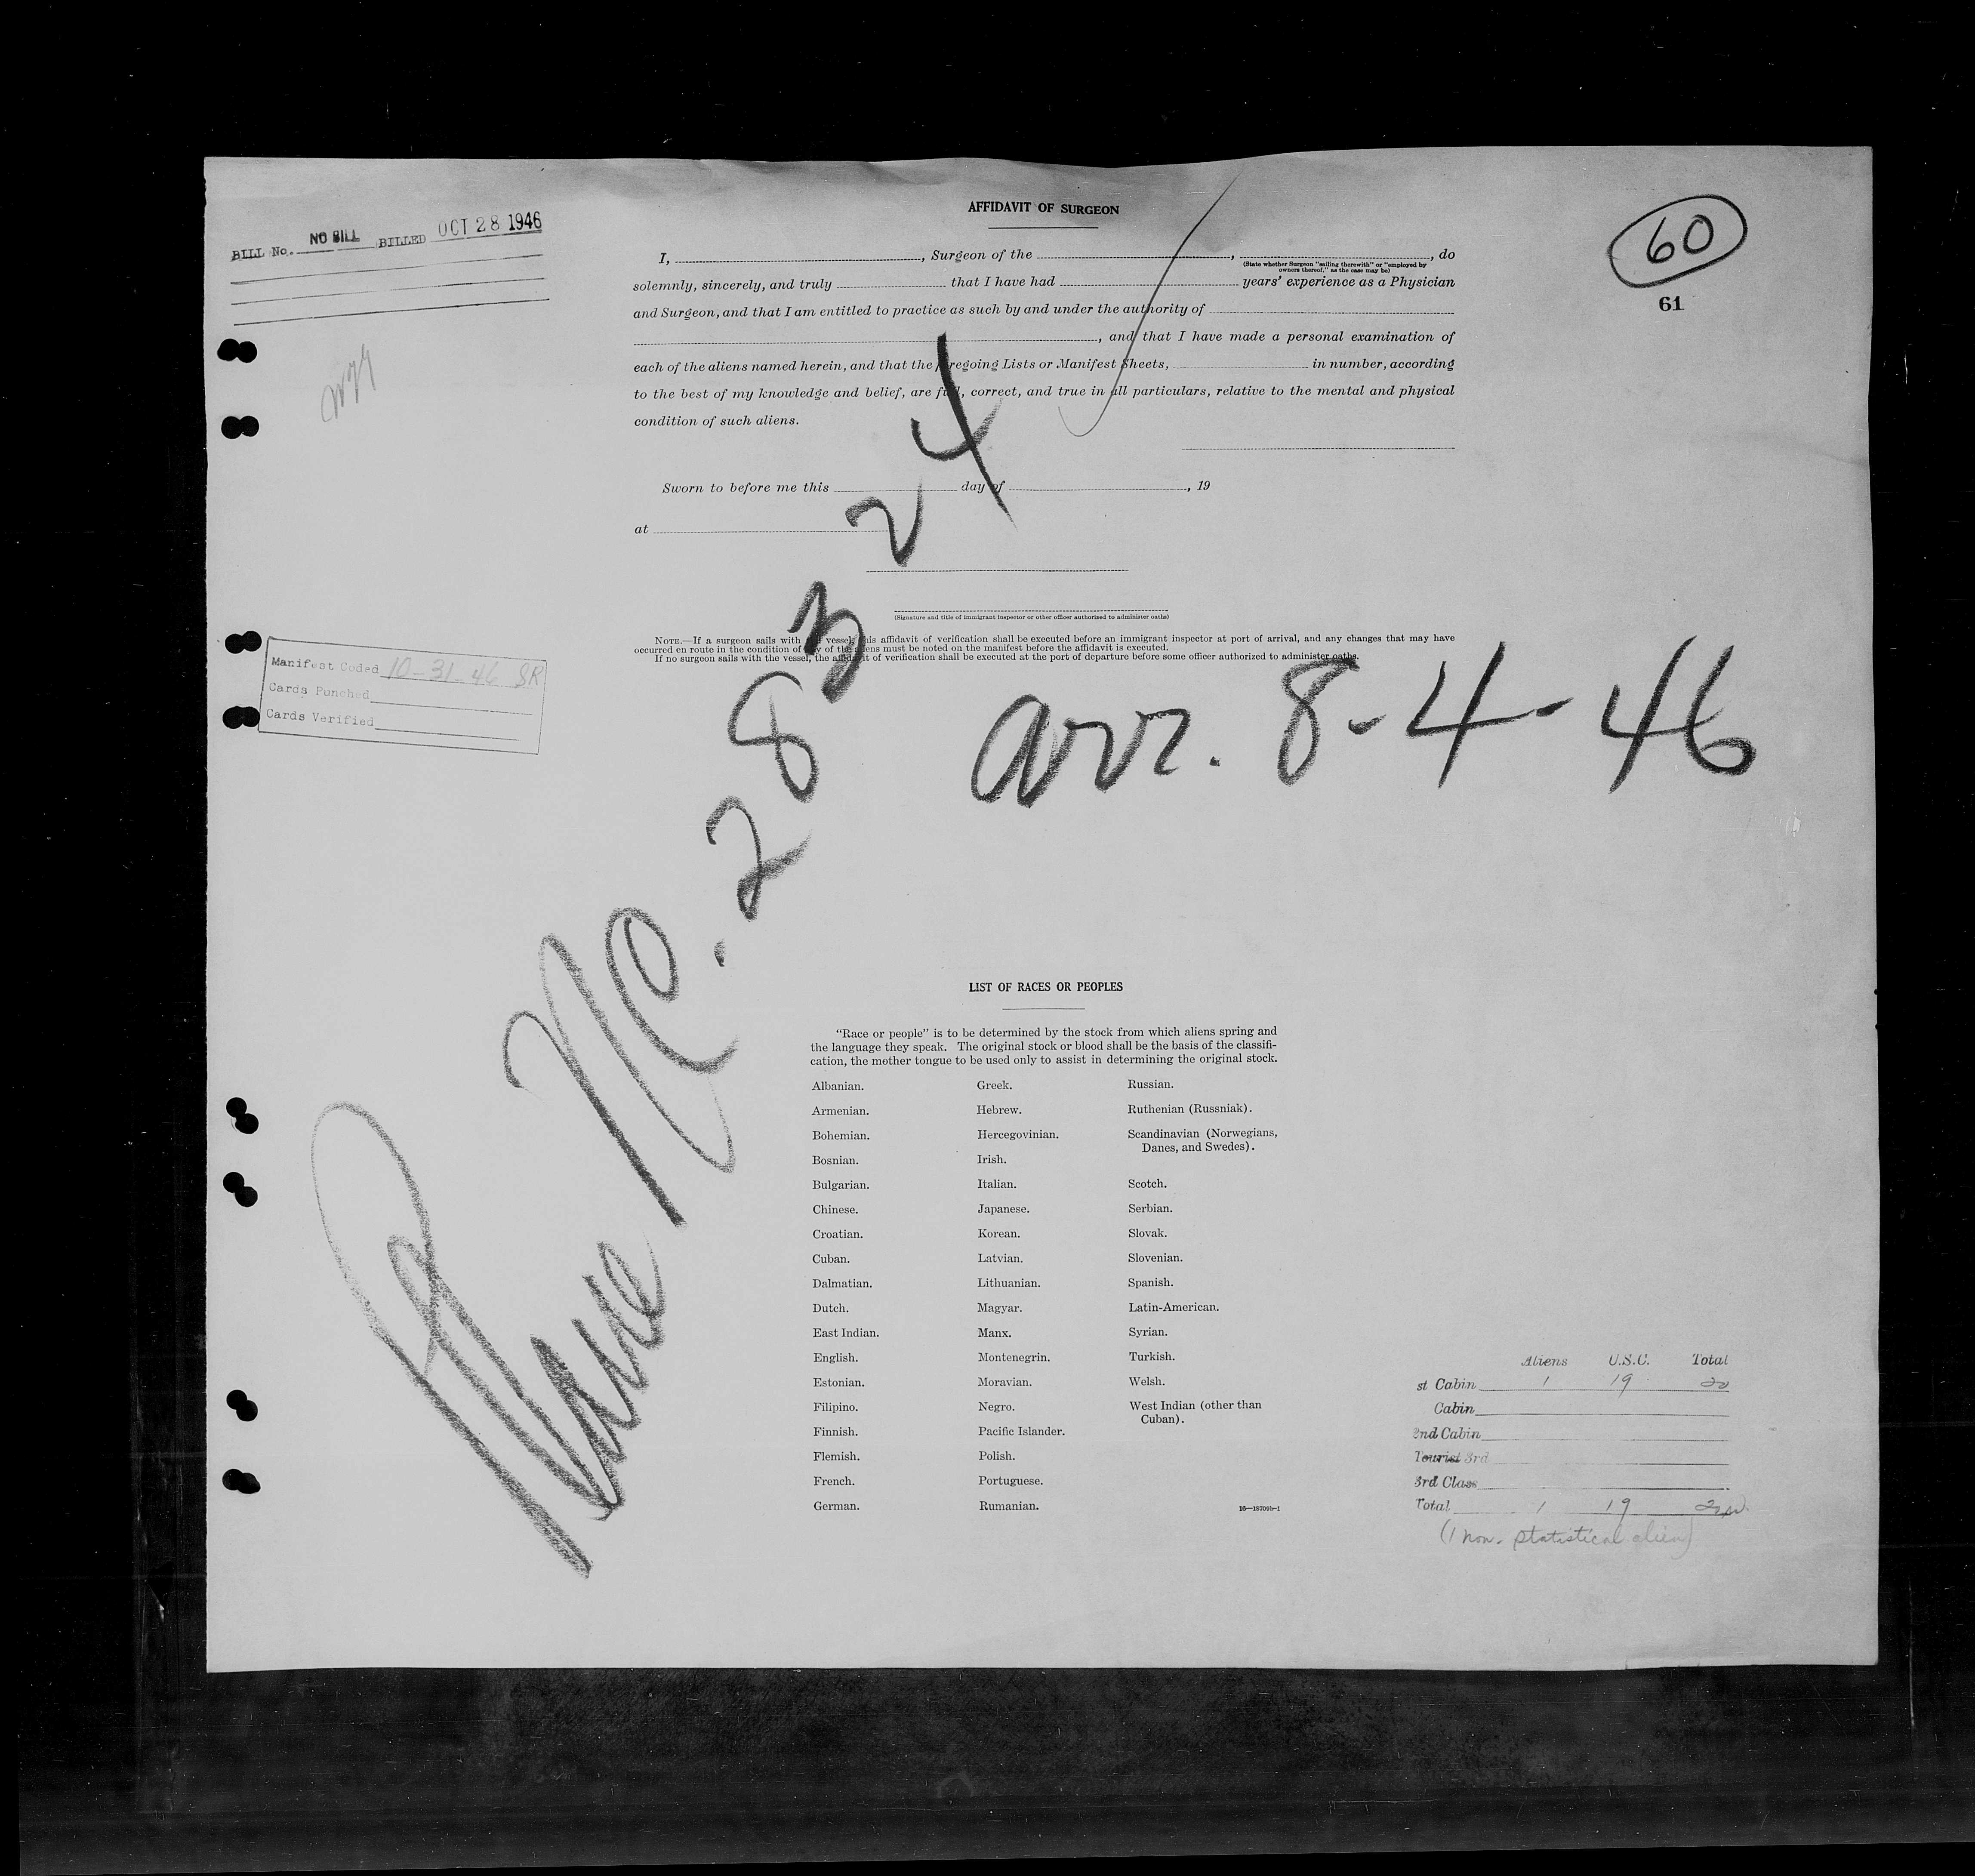 BILL No. NO BILL BILLED OCT 28 1946
AFFIDAVIT OF SURGEON
60
61
I, , Surgeon of the , , do
(State whether Surgeon "sailing therewith" or "employed by
owners thereof," as the case may be)
solemnly, sincerely, and truly that I have had years' experience as a Physician
and Surgeon, and that I am entitled to practice as such by and under the authority of
, and that I have made a personal examination of
each of the aliens named herein, and that the foregoing Lists or Manifest Sheets, in number, according
to the best of my knowledge and belief, are full, correct, and true in all particulars, relative to the mental and physical
condition of such aliens.
Sworn to before me this day of , 19
at
(Signature and title of immigrant inspector or other officer authorized to administer oaths)
NOTE.—If a surgeon sails with the vessel, this affidavit of verification shall be executed before an immigrant inspector at port of arrival, and any changes that may have
occurred en route in the condition of any of the aliens must be noted on the manifest before the affidavit is executed.
If no surgeon sails with the vessel, the affidavit of verification shall be executed at the port of departure before some officer authorized to administer oaths.
Manifest Coded 10-31-46 SR
Cards Punched
Cards Verified
Plane No. 28324
arr. 8-4-46
LIST OF RACES OR PEOPLES
"Race or people" is to be determined by the stock from which aliens spring and
the language they speak. The original stock or blood shall be the basis of the classifi-
cation, the mother tongue to be used only to assist in determining the original stock.
Albanian. Greek. Russian.
Armenian. Hebrew. Ruthenian (Russniak).
Bohemian. Hercegovinian. Scandinavian (Norwegians,
Danes, and Swedes).
Bosnian. Irish.
Bulgarian. Italian. Scotch.
Chinese. Japanese. Serbian.
Croatian. Korean. Slovak.
Cuban. Latvian. Slovenian.
Dalmatian. Lithuanian. Spanish.
Dutch. Magyar. Latin-American.
East Indian. Manx. Syrian.
English. Montenegrin. Turkish.
Estonian. Moravian. Welsh.
Filipino. Negro. West Indian (other than
Cuban).
Finnish. Pacific Islander.
Flemish. Polish.
French. Portuguese.
German. Rumanian.
16—18709b-1
Aliens U.S.C. Total
st Cabin 1 19 20
Cabin
2nd Cabin
Tourist 3rd
3rd Class
Total 1 19 20
(1 non-statistical alien)